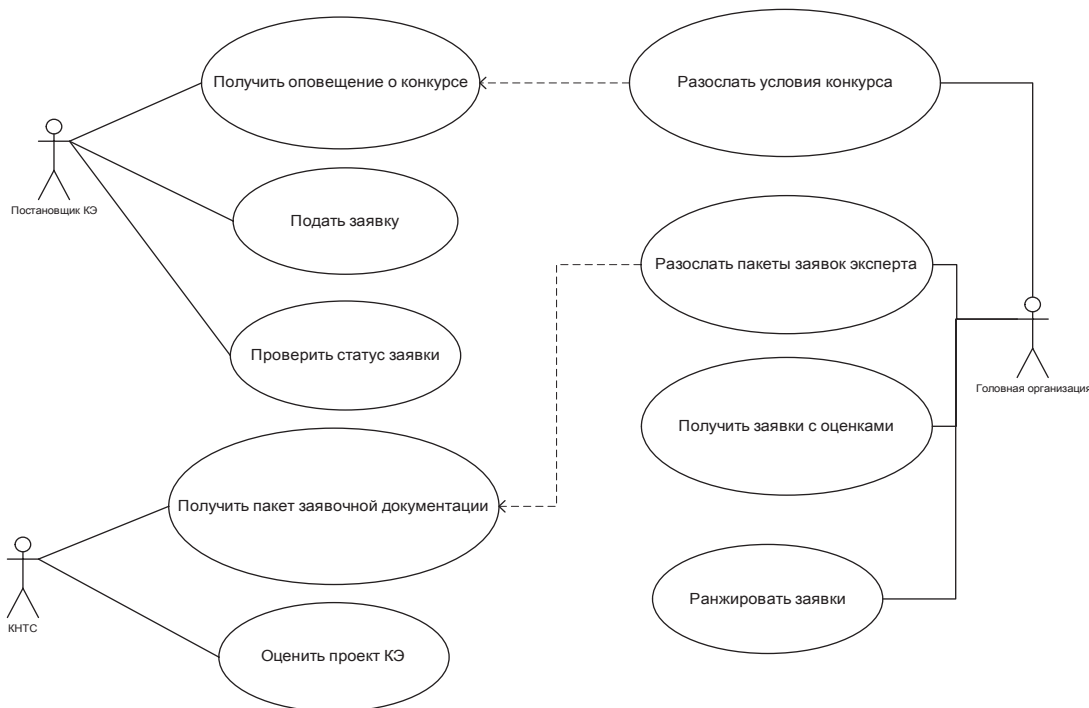 Получить оповещение о конкурсе
Разослать условия конкурса
Постановщик КЭ
Подать заявку
Разослать пакеты заявок эксперта
Проверить статус заявки
Головная организация
Получить заявки с оценками
Получить пакет заявочной документации
Ранжировать заявки
КНТС
Оценить проект КЭ